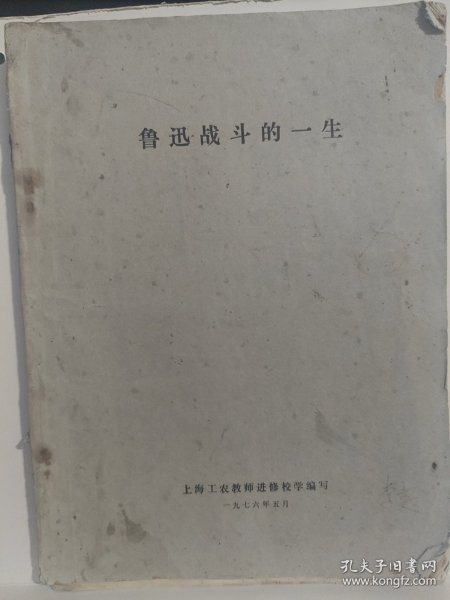 鲁迅战斗的一生
上海工农教师进修校学编写
一九七六年五月
孔夫子旧书网
www.kongfz.com